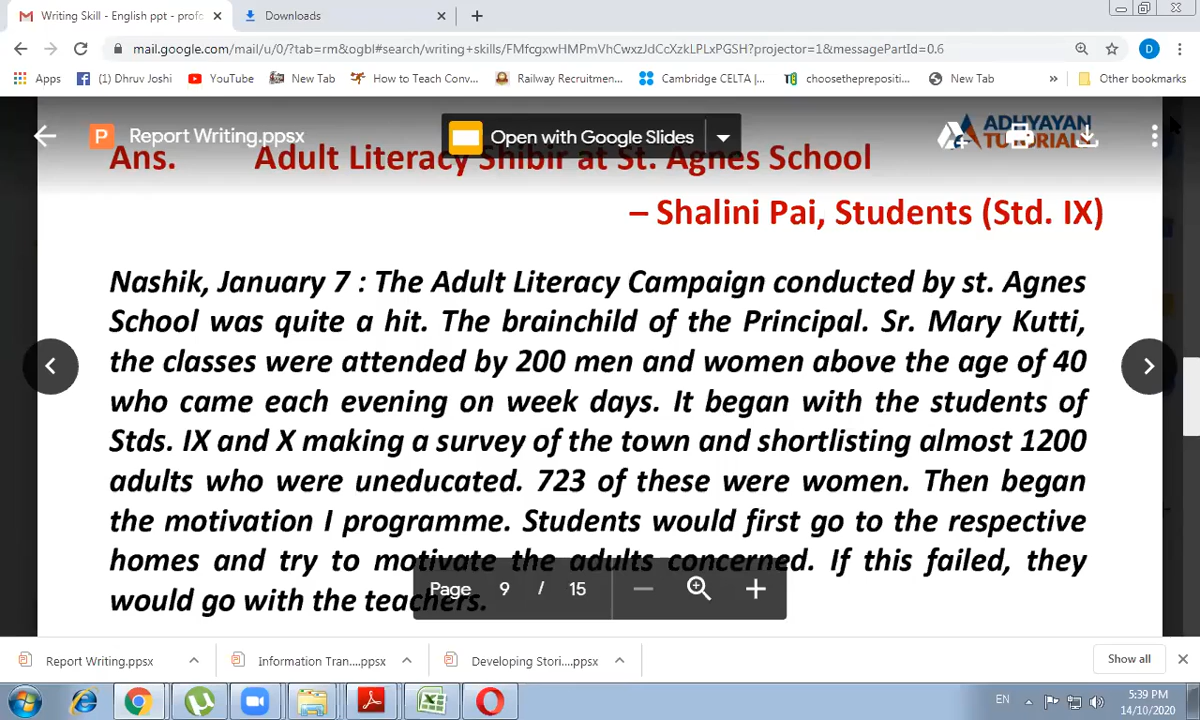 Writing Skill - English ppt - profo
Downloads
mail.google.com/mail/u/0/?tab=rm&ogbl#search/writing+skills/FMfcgxwHMPmVhCwxzJdCcXzkLPLxPGSH?projector=1&messagePartId=0.6
D
Apps
(1) Dhruv Joshi
YouTube
New Tab
How to Teach Conv...
Railway Recruitmen...
Cambridge CELTA |...
choosetheprepositi...
New Tab
»
Other bookmarks
P
Report Writing.ppsx
Open with Google Slides
ADHYAYAN
TUTORIALS
Ans. Adult Literacy Shibir at St. Agnes School
– Shalini Pai, Students (Std. IX)
Nashik, January 7 : The Adult Literacy Campaign conducted by st. Agnes
School was quite a hit. The brainchild of the Principal. Sr. Mary Kutti,
the classes were attended by 200 men and women above the age of 40
who came each evening on week days. It began with the students of
Stds. IX and X making a survey of the town and shortlisting almost 1200
adults who were uneducated. 723 of these were women. Then began
the motivation I programme. Students would first go to the respective
homes and try to motivate the adults concerned. If this failed, they
would go with the teachers.
Page 9 / 15
Report Writing.ppsx
Information Tran....ppsx
Developing Stori....ppsx
Show all
EN
5:39 PM
14/10/2020